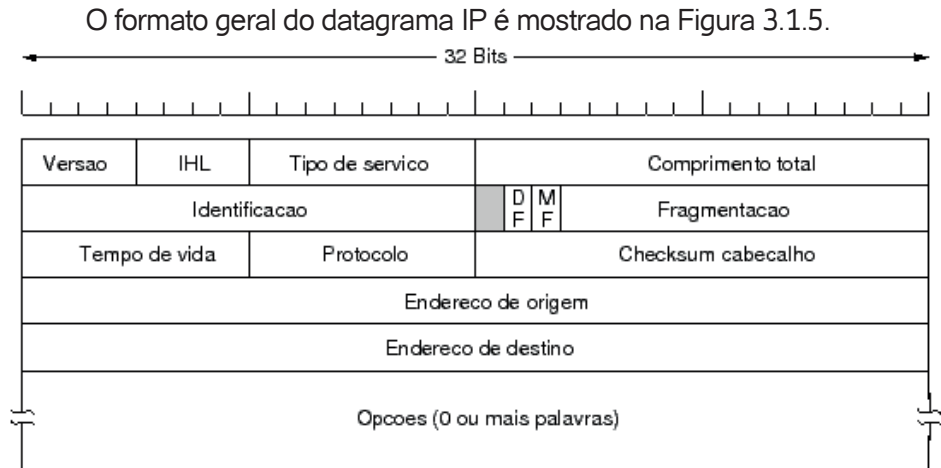 O formato geral do datagrama IP é mostrado na Figura 3.1.5.
32 Bits
Versao IHL Tipo de servico Comprimento total
Identificacao DF MF Fragmentacao
Tempo de vida Protocolo Checksum cabecalho
Endereco de origem
Endereco de destino
Opcoes (0 ou mais palavras)